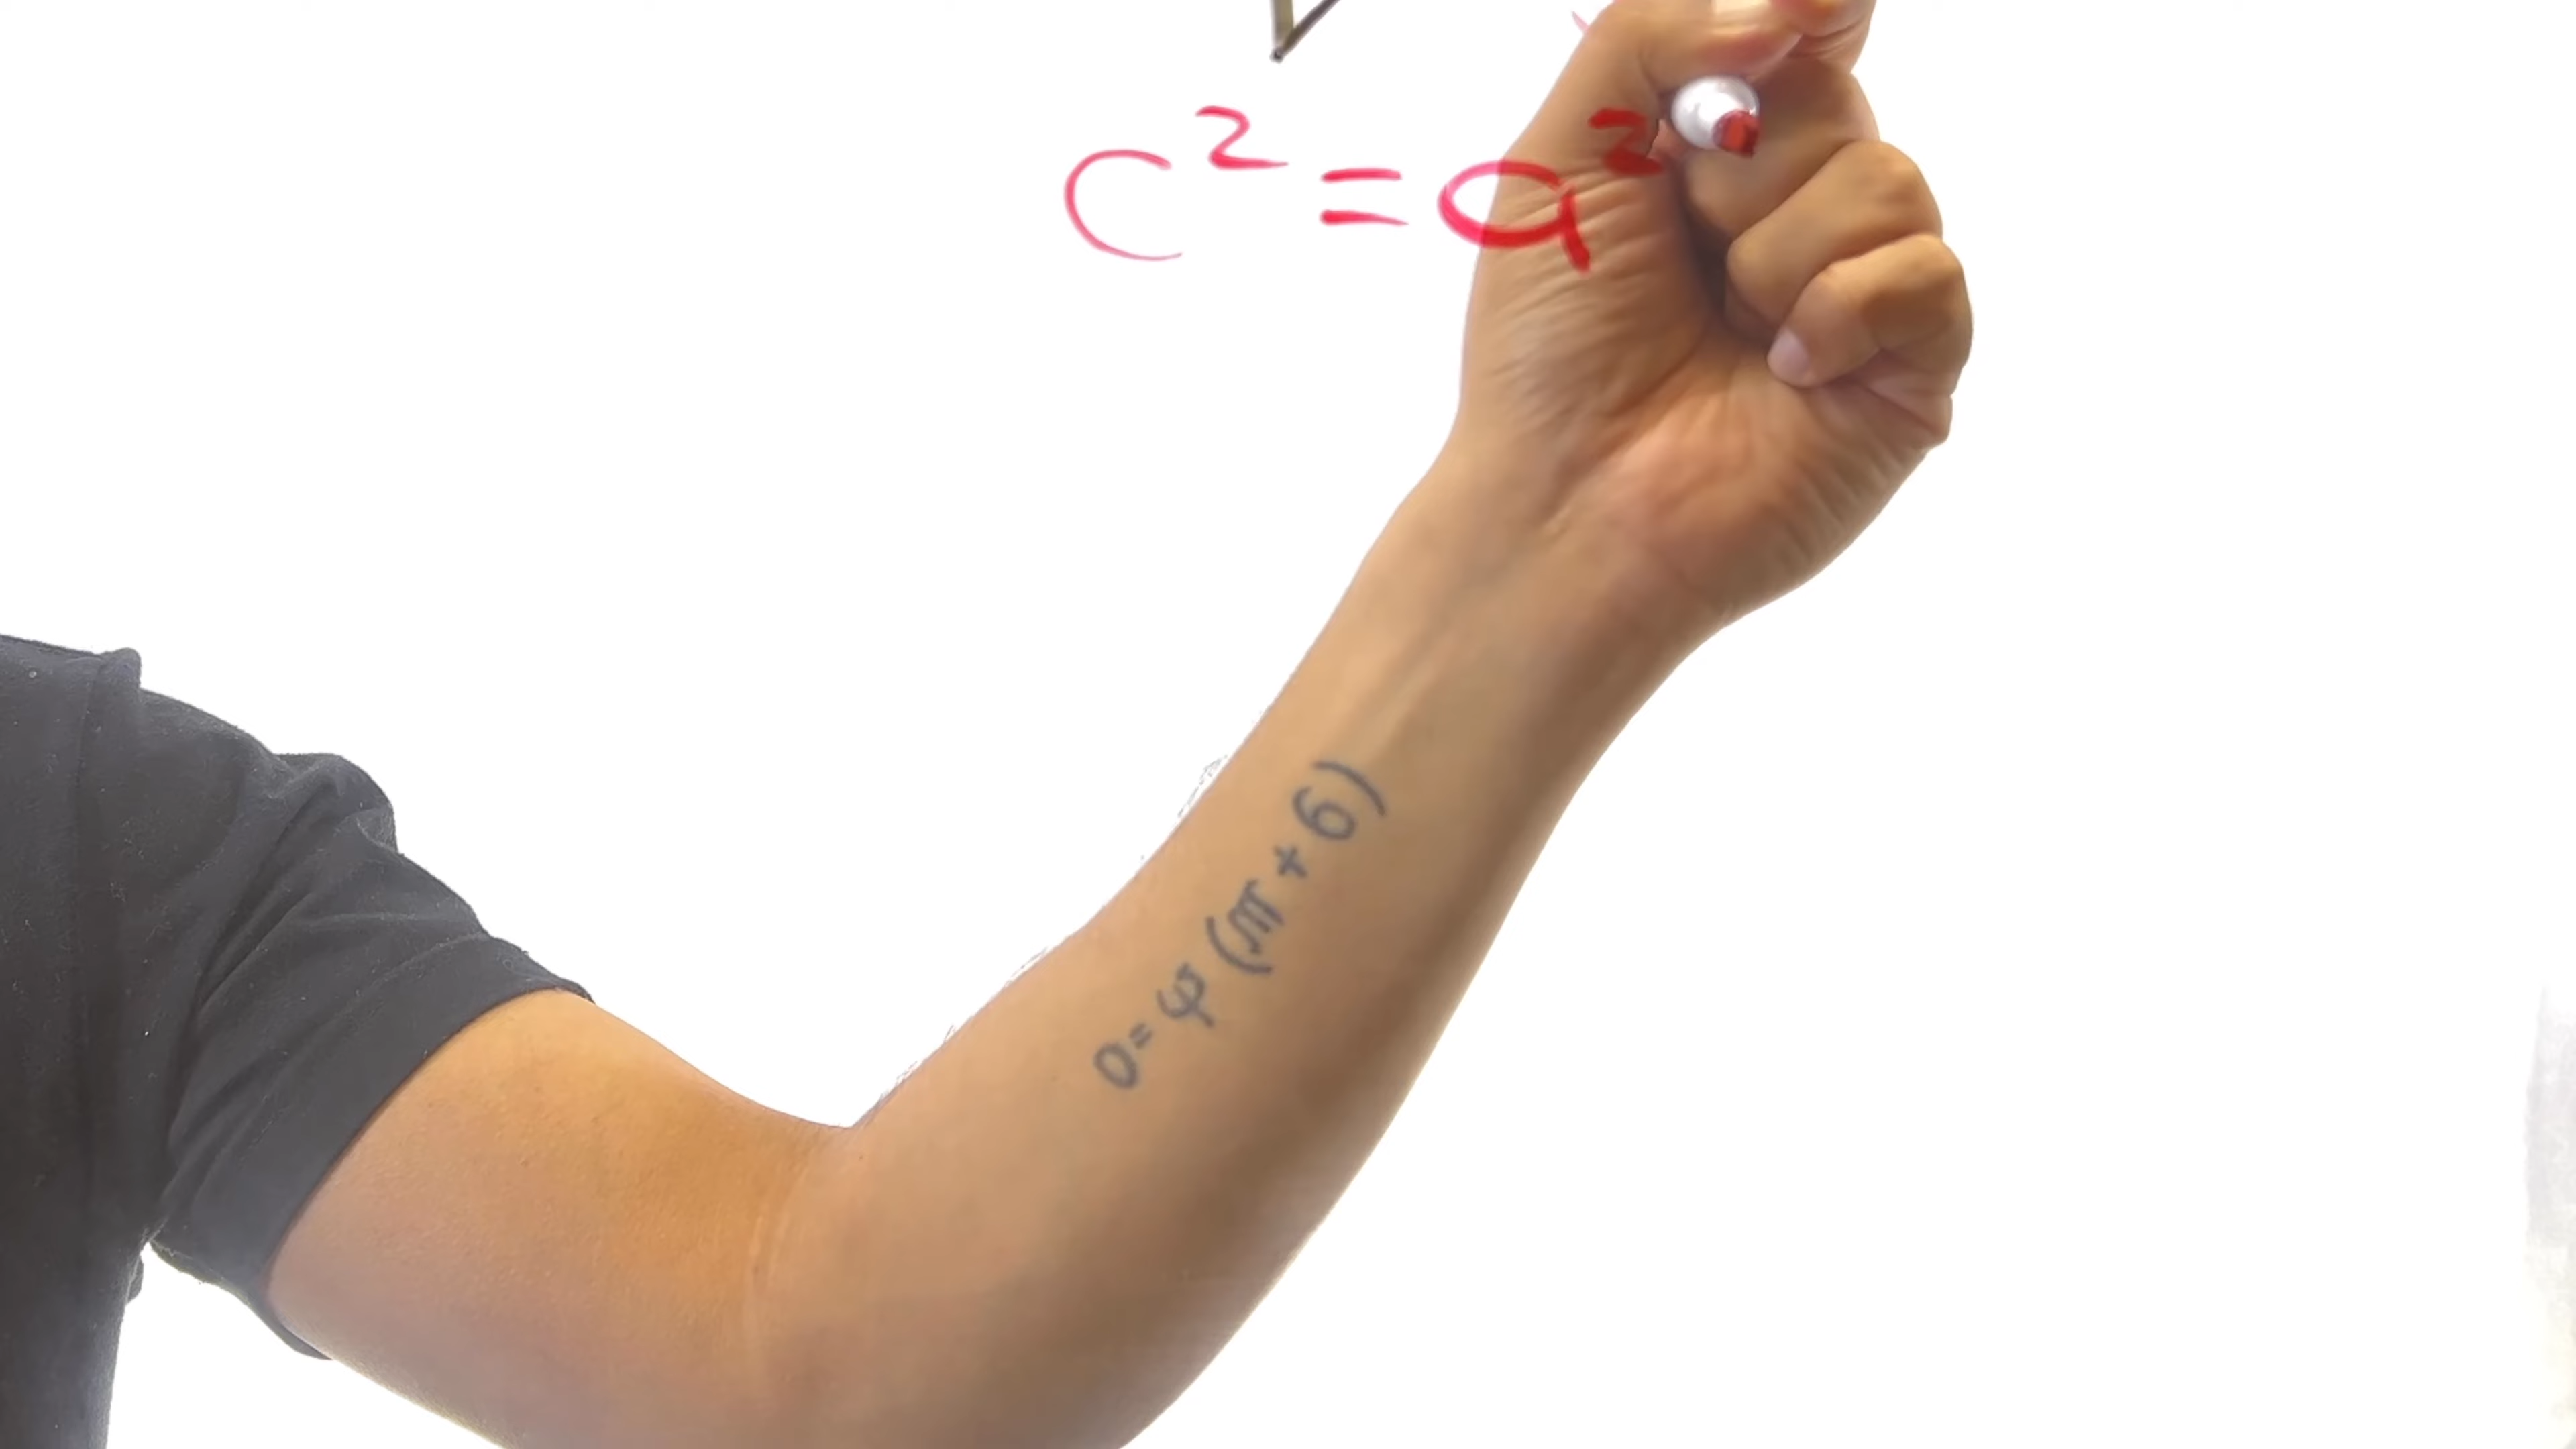 c² = a²
0 = φ (π + 6)